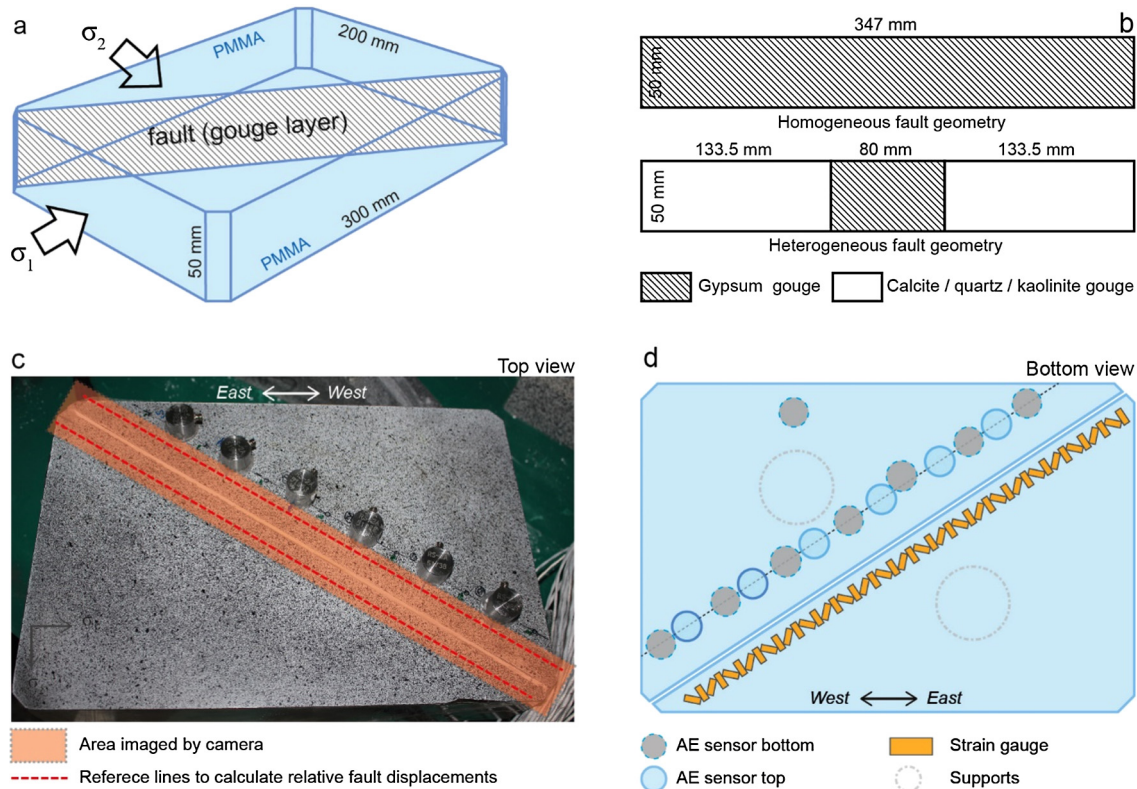 a
σ2
PMMA
200 mm
fault (gouge layer)
σ1
50 mm
PMMA
300 mm
b
347 mm
50 mm
Homogeneous fault geometry
133.5 mm 80 mm 133.5 mm
50 mm
Heterogeneous fault geometry
Gypsum gouge Calcite / quartz / kaolinite gouge
c
Top view
East West
Area imaged by camera
Referece lines to calculate relative fault displacements
d
Bottom view
West East
AE sensor bottom Strain gauge
AE sensor top Supports